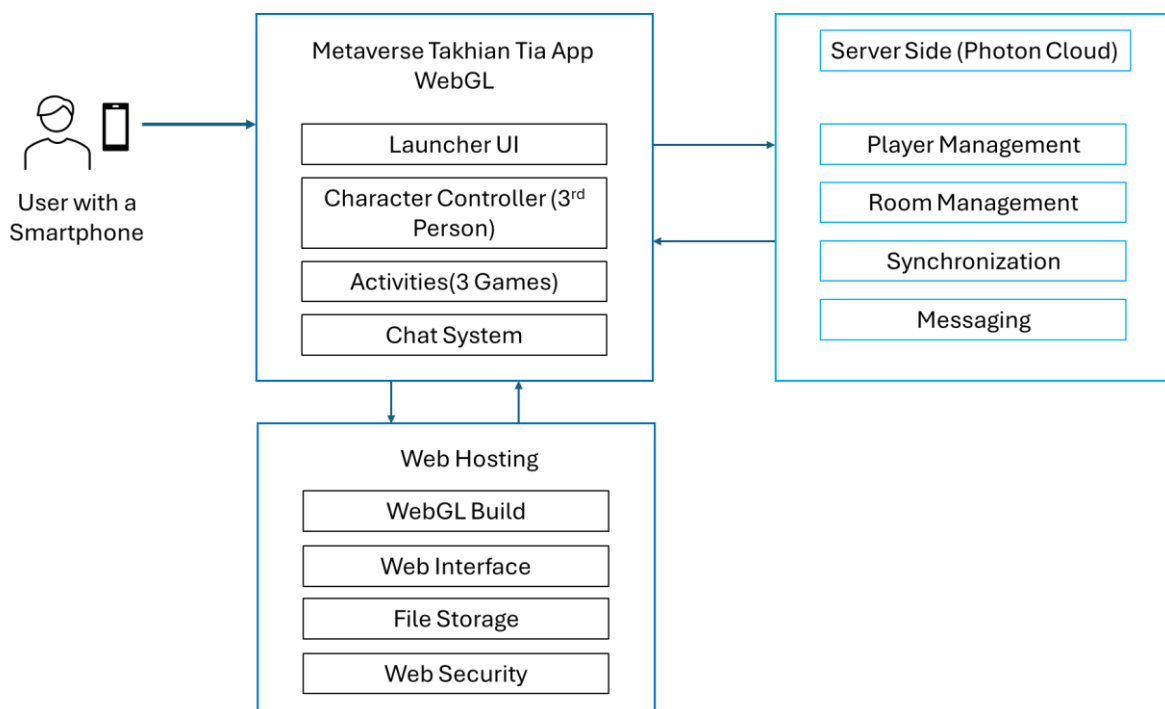 User with a
Smartphone
Metaverse Takhian Tia App
WebGL
Launcher UI
Character Controller (3rd
Person)
Activities(3 Games)
Chat System
Server Side (Photon Cloud)
Player Management
Room Management
Synchronization
Messaging
Web Hosting
WebGL Build
Web Interface
File Storage
Web Security